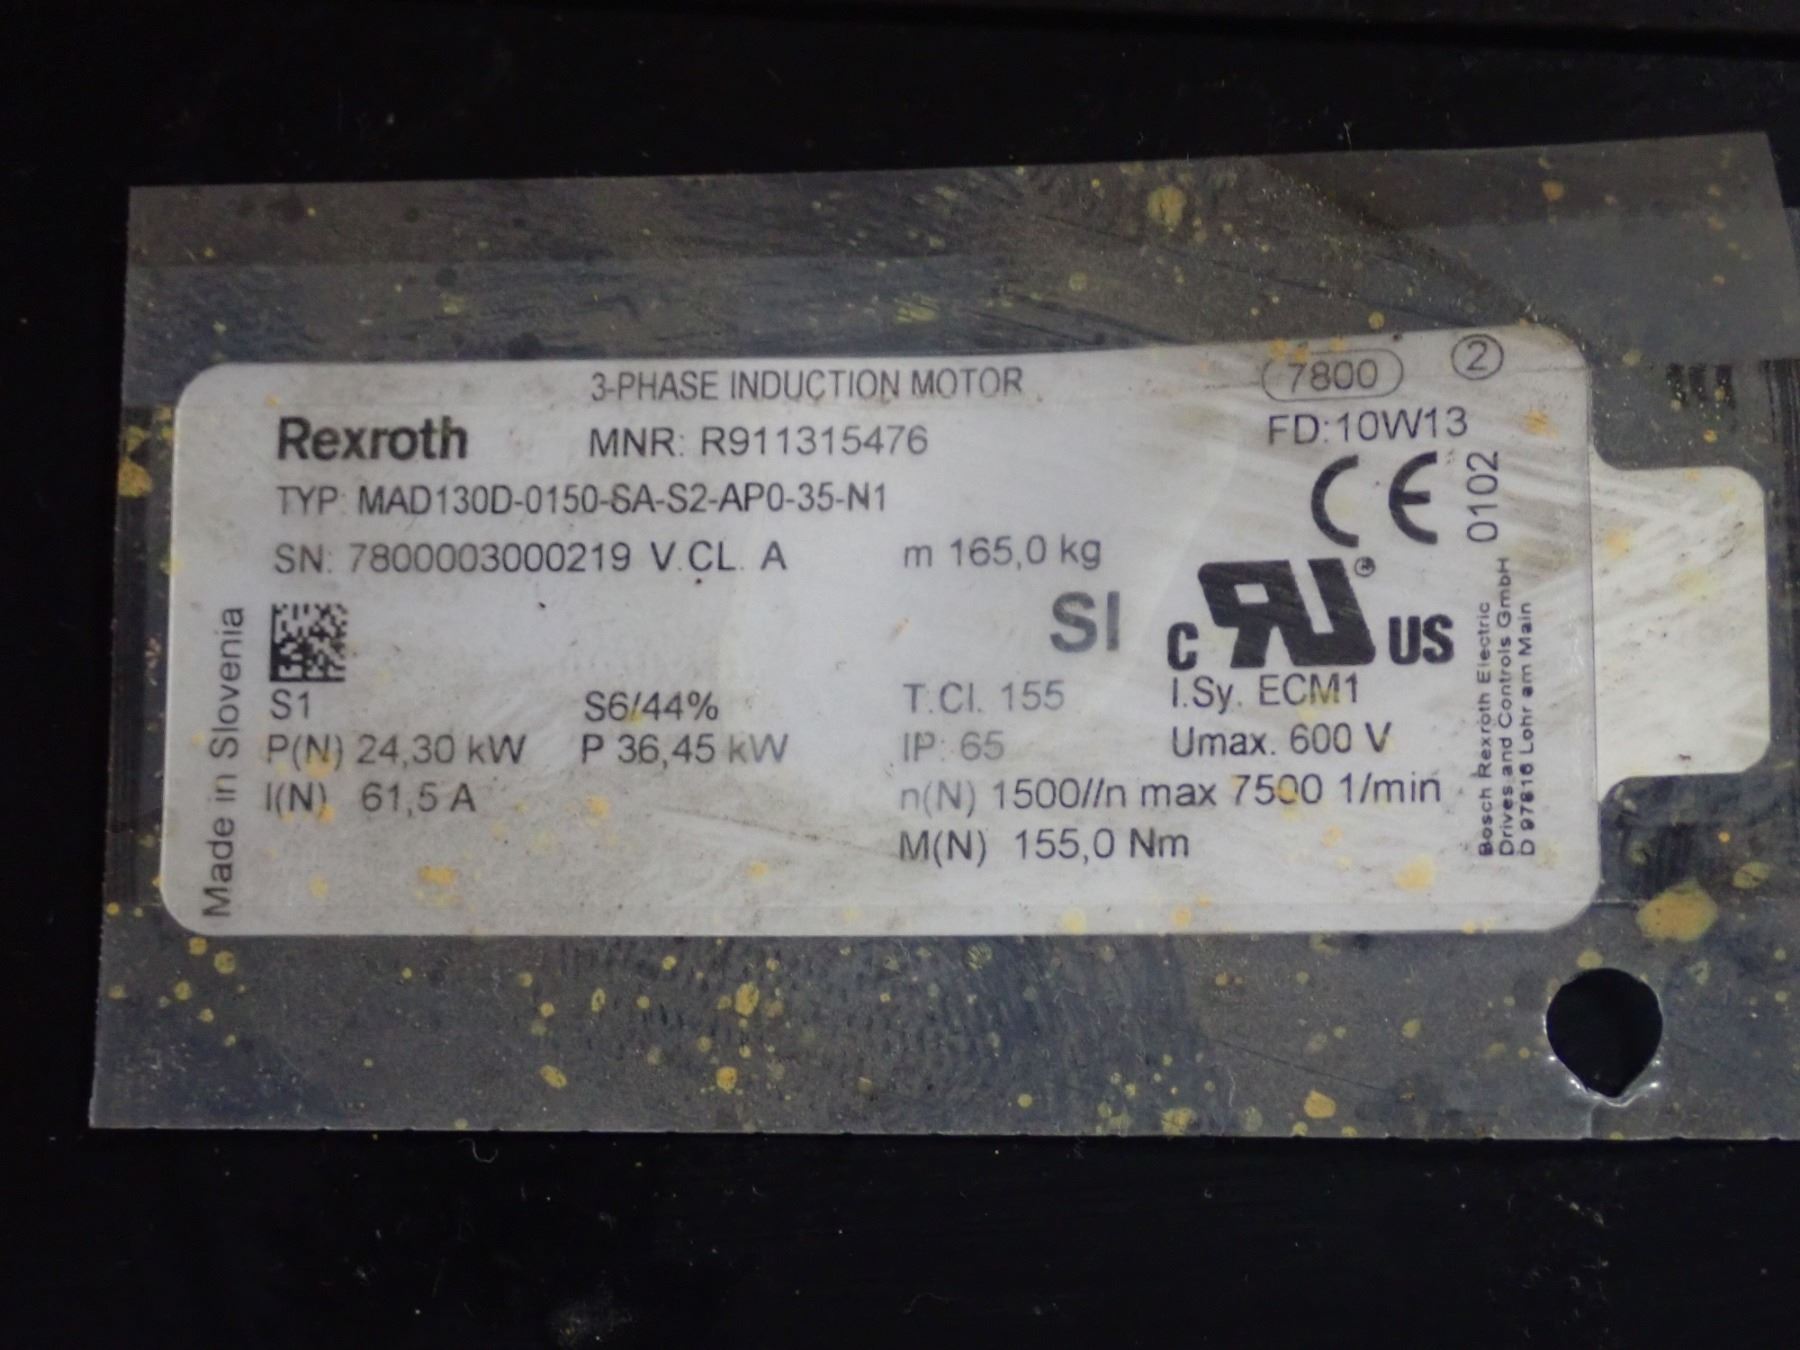 3-PHASE INDUCTION MOTOR
7800
2
Rexroth
MNR: R911315476
FD:10W13
TYP: MAD130D-0150-SA-S2-AP0-35-N1
CE 0102
SN: 7800003000219 V.CL. A
m 165,0 kg
SI
c RU ® US
Made in Slovenia
S1
S6/44%
T.Cl. 155
I.Sy. ECM1
P(N) 24,30 kW
P 36,45 kW
IP: 65
Umax. 600 V
I(N) 61,5 A
n(N) 1500//n max 7500 1/min
M(N) 155,0 Nm
Bosch Rexroth Electric
Drives and Controls GmbH
D 97816 Lohr am Main